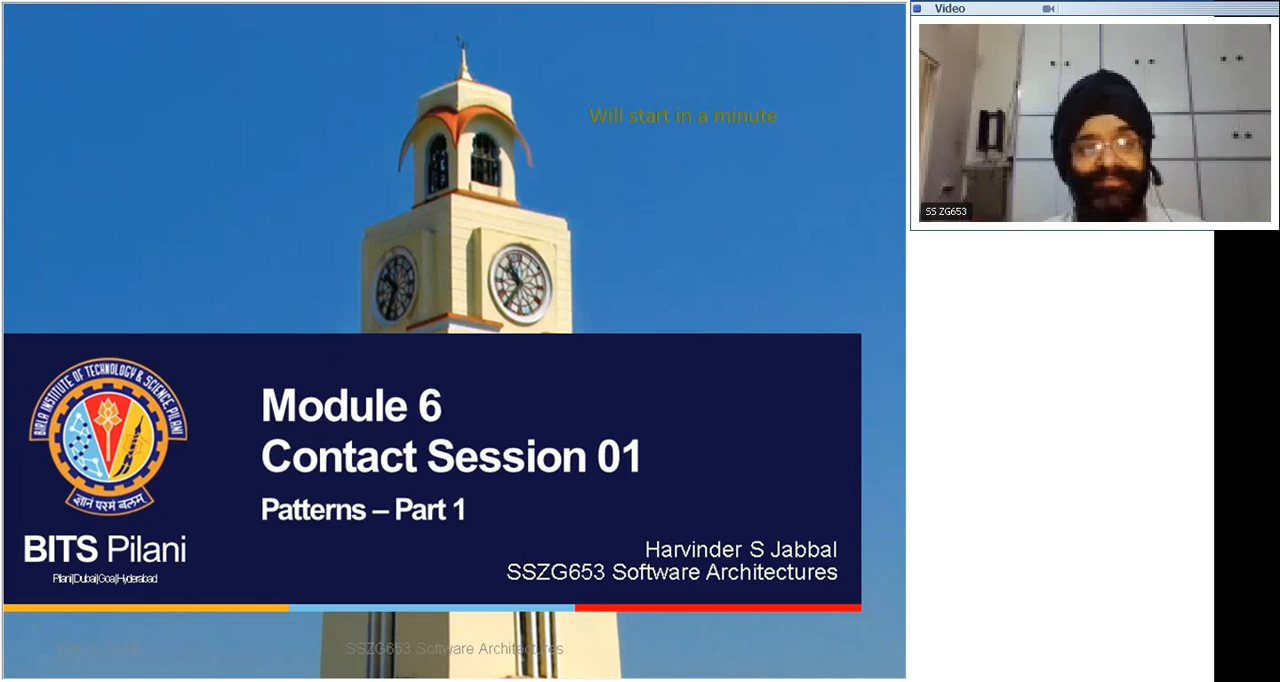 Will start in a minute
BIRLA INSTITUTE OF TECHNOLOGY & SCIENCE, PILANI
ज्ञानं परमं बलम्
BITS Pilani
Pilani|Dubai|Goa|Hyderabad
Module 6
Contact Session 01
Patterns – Part 1
Harvinder S Jabbal
SSZG653 Software Architectures
SSZG653 Software Architectures
Video
SS ZG653